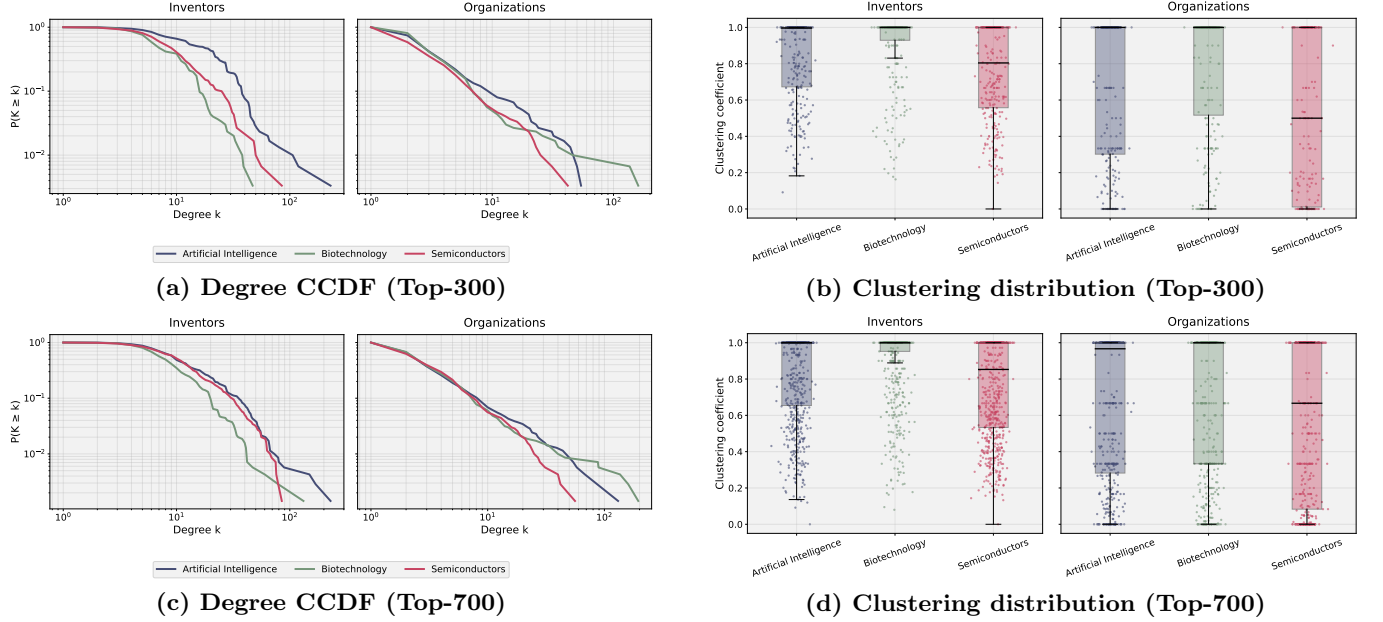 Inventors
Organizations
P(K ≥ k)
10⁰
10⁻¹
10⁻²
10⁰ 10¹ 10² 10⁰ 10¹ 10²
Degree k Degree k
Artificial Intelligence Biotechnology Semiconductors
(a) Degree CCDF (Top-300)
Inventors
Organizations
Clustering coefficient
1.0
0.8
0.6
0.4
0.2
0.0
Artificial Intelligence Biotechnology Semiconductors Artificial Intelligence Biotechnology Semiconductors
(b) Clustering distribution (Top-300)
Inventors
Organizations
P(K ≥ k)
10⁰
10⁻¹
10⁻²
10⁰ 10¹ 10² 10⁰ 10¹ 10²
Degree k Degree k
Artificial Intelligence Biotechnology Semiconductors
(c) Degree CCDF (Top-700)
Inventors
Organizations
Clustering coefficient
1.0
0.8
0.6
0.4
0.2
0.0
Artificial Intelligence Biotechnology Semiconductors Artificial Intelligence Biotechnology Semiconductors
(d) Clustering distribution (Top-700)